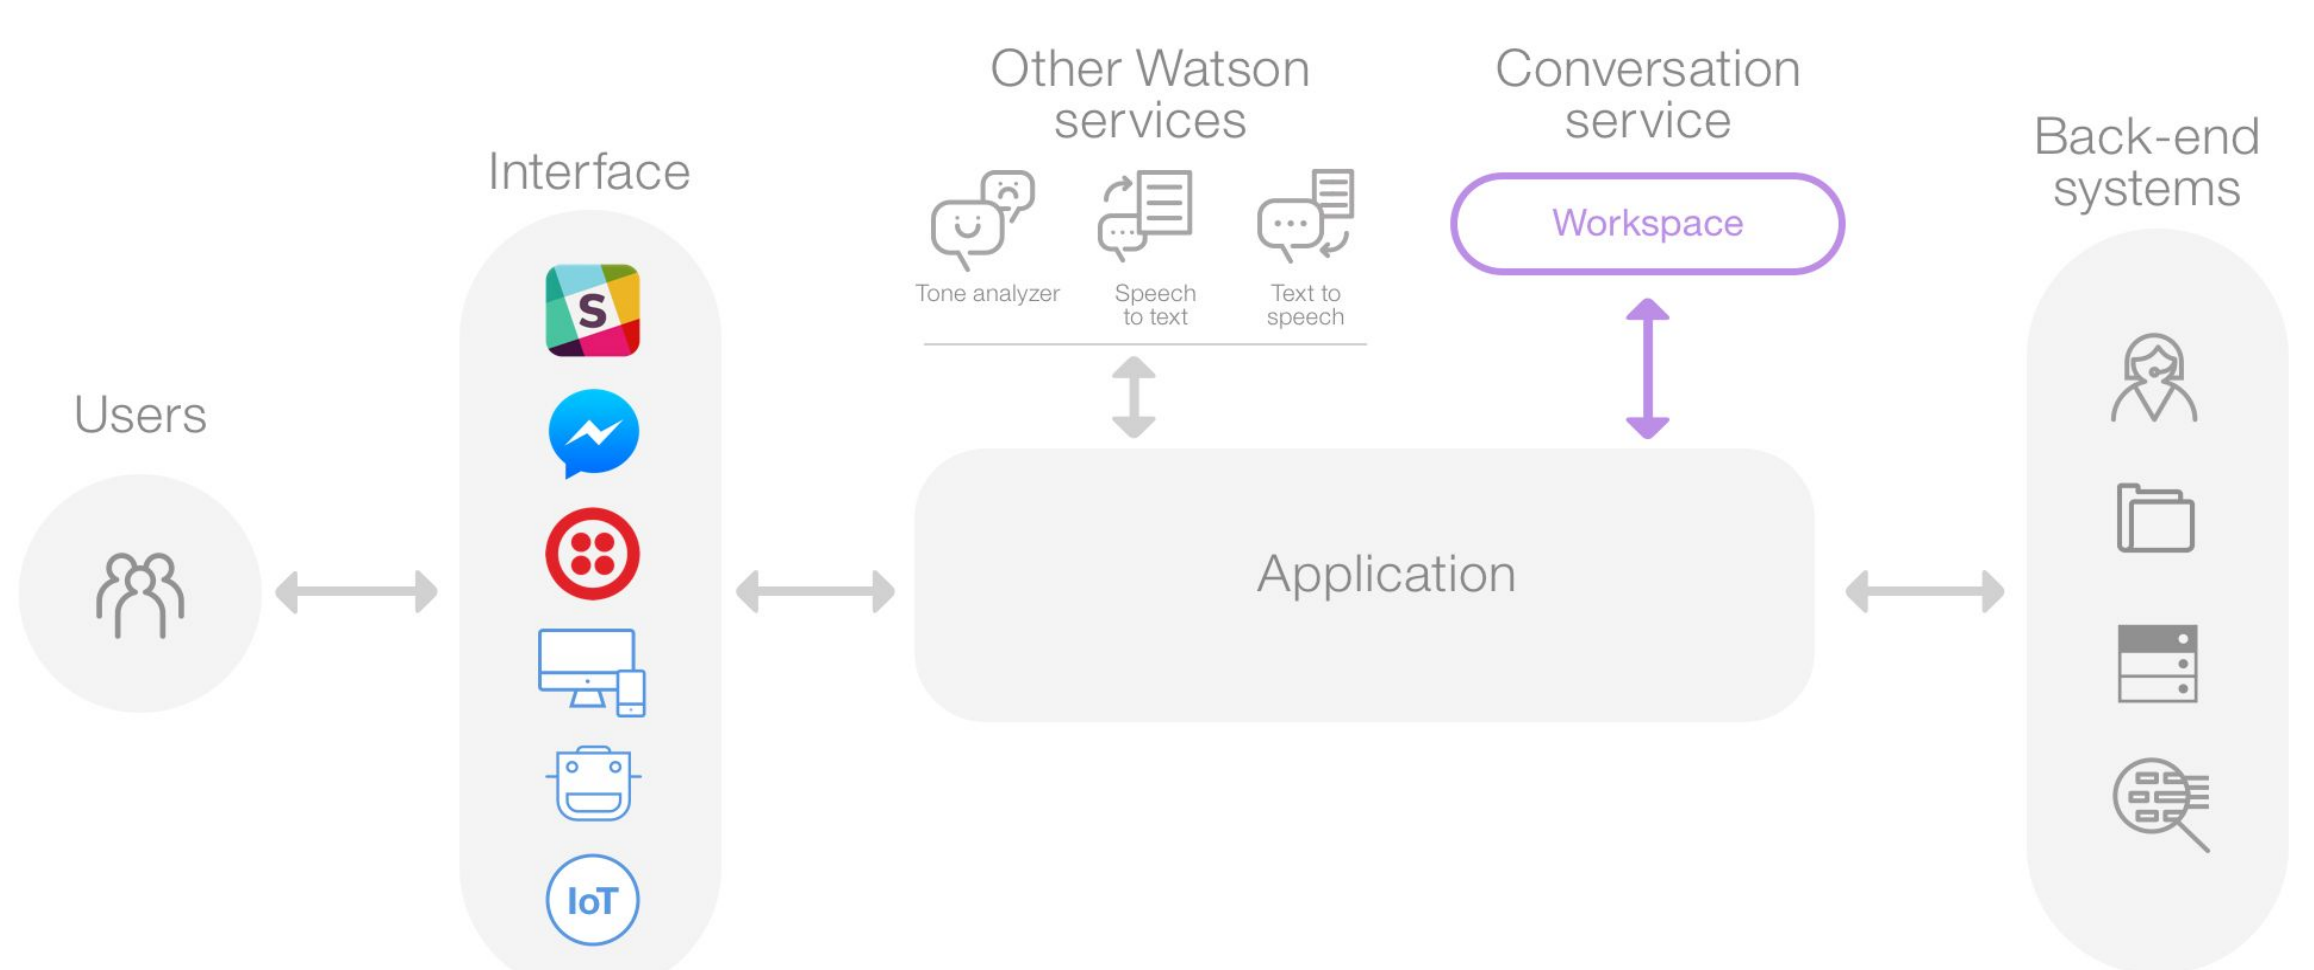 Users
Interface
S
IoT
Other Watson
services
Tone analyzer
Speech
to text
Text to
speech
Conversation
service
Workspace
Application
Back-end
systems